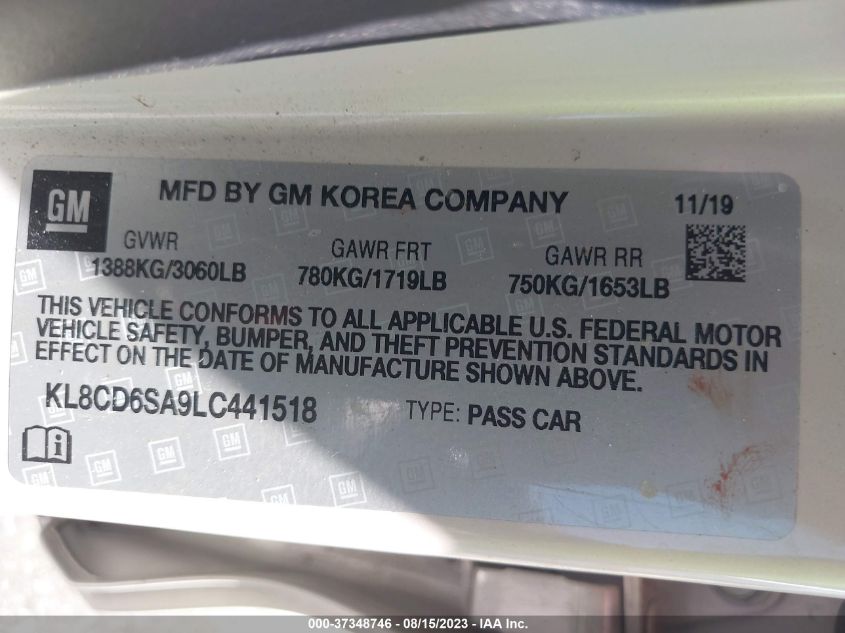 GM
MFD BY GM KOREA COMPANY
11/19
GVWR
1388KG/3060LB
GAWR FRT
780KG/1719LB
GAWR RR
750KG/1653LB
THIS VEHICLE CONFORMS TO ALL APPLICABLE U.S. FEDERAL MOTOR
VEHICLE SAFETY, BUMPER, AND THEFT PREVENTION STANDARDS IN
EFFECT ON THE DATE OF MANUFACTURE SHOWN ABOVE.
KL8CD6SA9LC441518
TYPE: PASS CAR
000-37348746 - 08/15/2023 - IAA Inc.